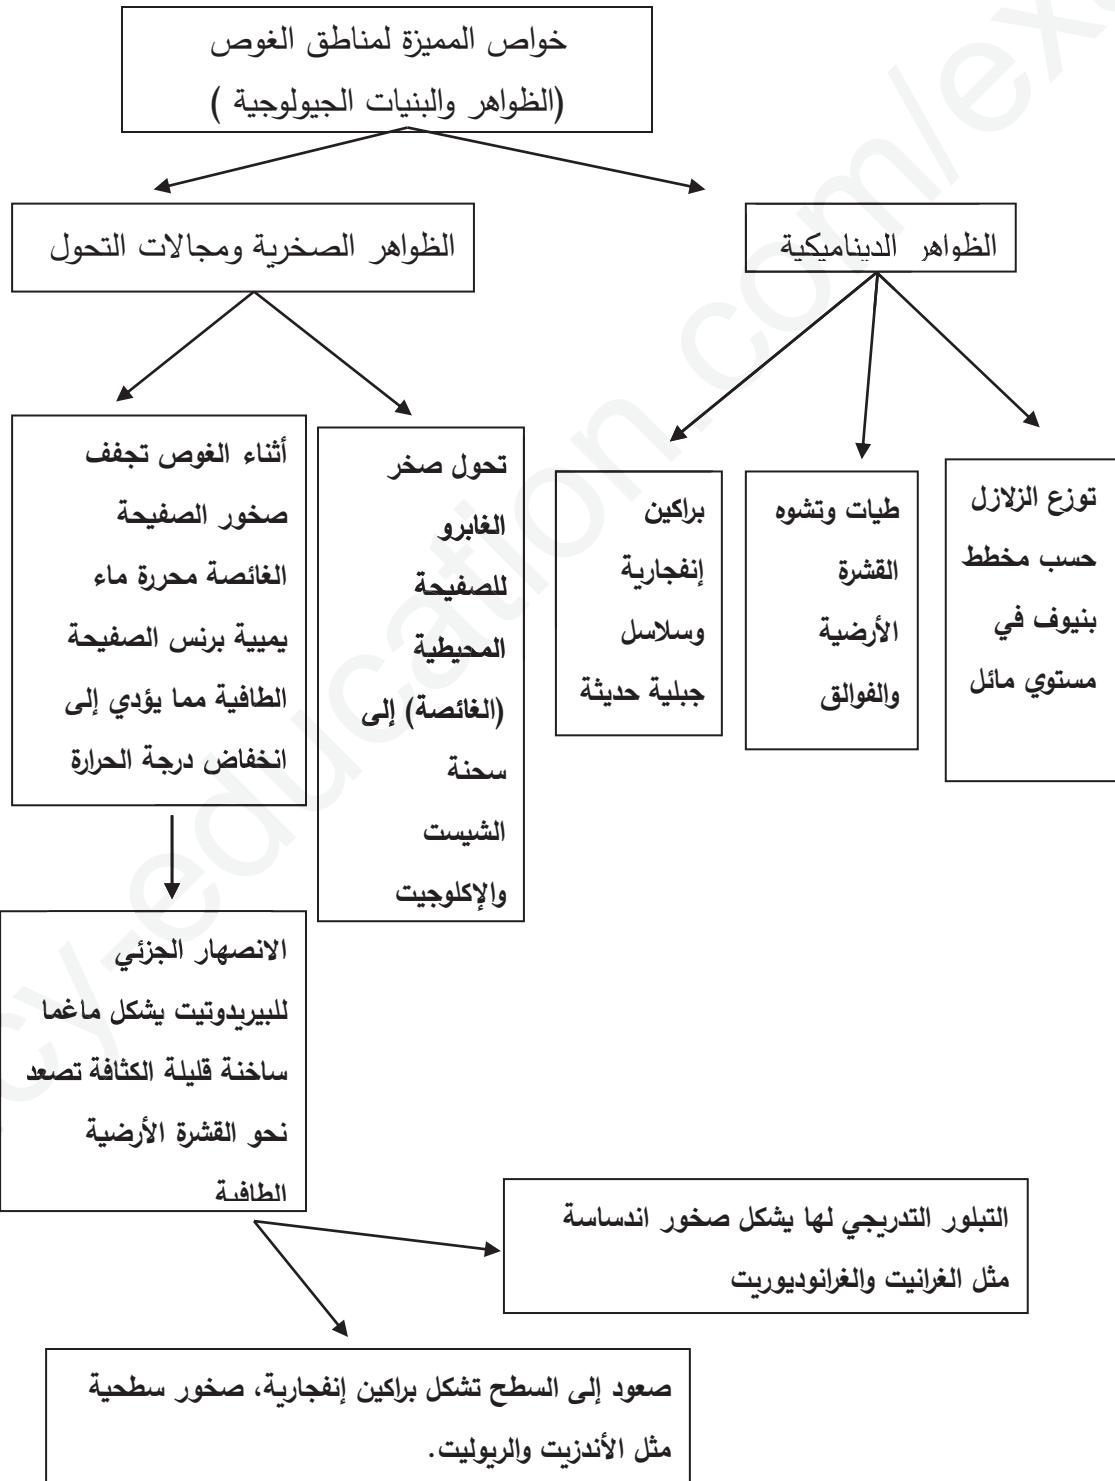 خواص المميزة لمناطق الغوص
(الظواهر والبنيات الجيولوجية )
الظواهر الديناميكية
الظواهر الصخرية ومجالات التحول
توزع الزلازل
حسب مخطط
بنيوف في
مستوي مائل
طيات وتشوه
القشرة
الأرضية
والفوالق
براكين
إنفجارية
وسلاسل
جبلية حديثة
تحول صخر
الغابرو
للصفيحة
المحيطية
(الغائصة) إلى
سحنة
الشيست
والإكلوجيت
أثناء الغوص تجفف
صخور الصفيحة
الغائصة محررة ماء
يميية برنس الصفيحة
الطافية مما يؤدي إلى
انخفاض درجة الحرارة
الانصهار الجزئي
للبيريدوتيت يشكل ماغما
ساخنة قليلة الكثافة تصعد
نحو القشرة الأرضية
الطافية
التبلور التدريجي لها يشكل صخور اندساسة
مثل الغرانيت والغرانوديوريت
صعود إلى السطح تشكل براكين إنفجارية، صخور سطحية
مثل الأندزيت والريوليت.
cy-education.com/exa